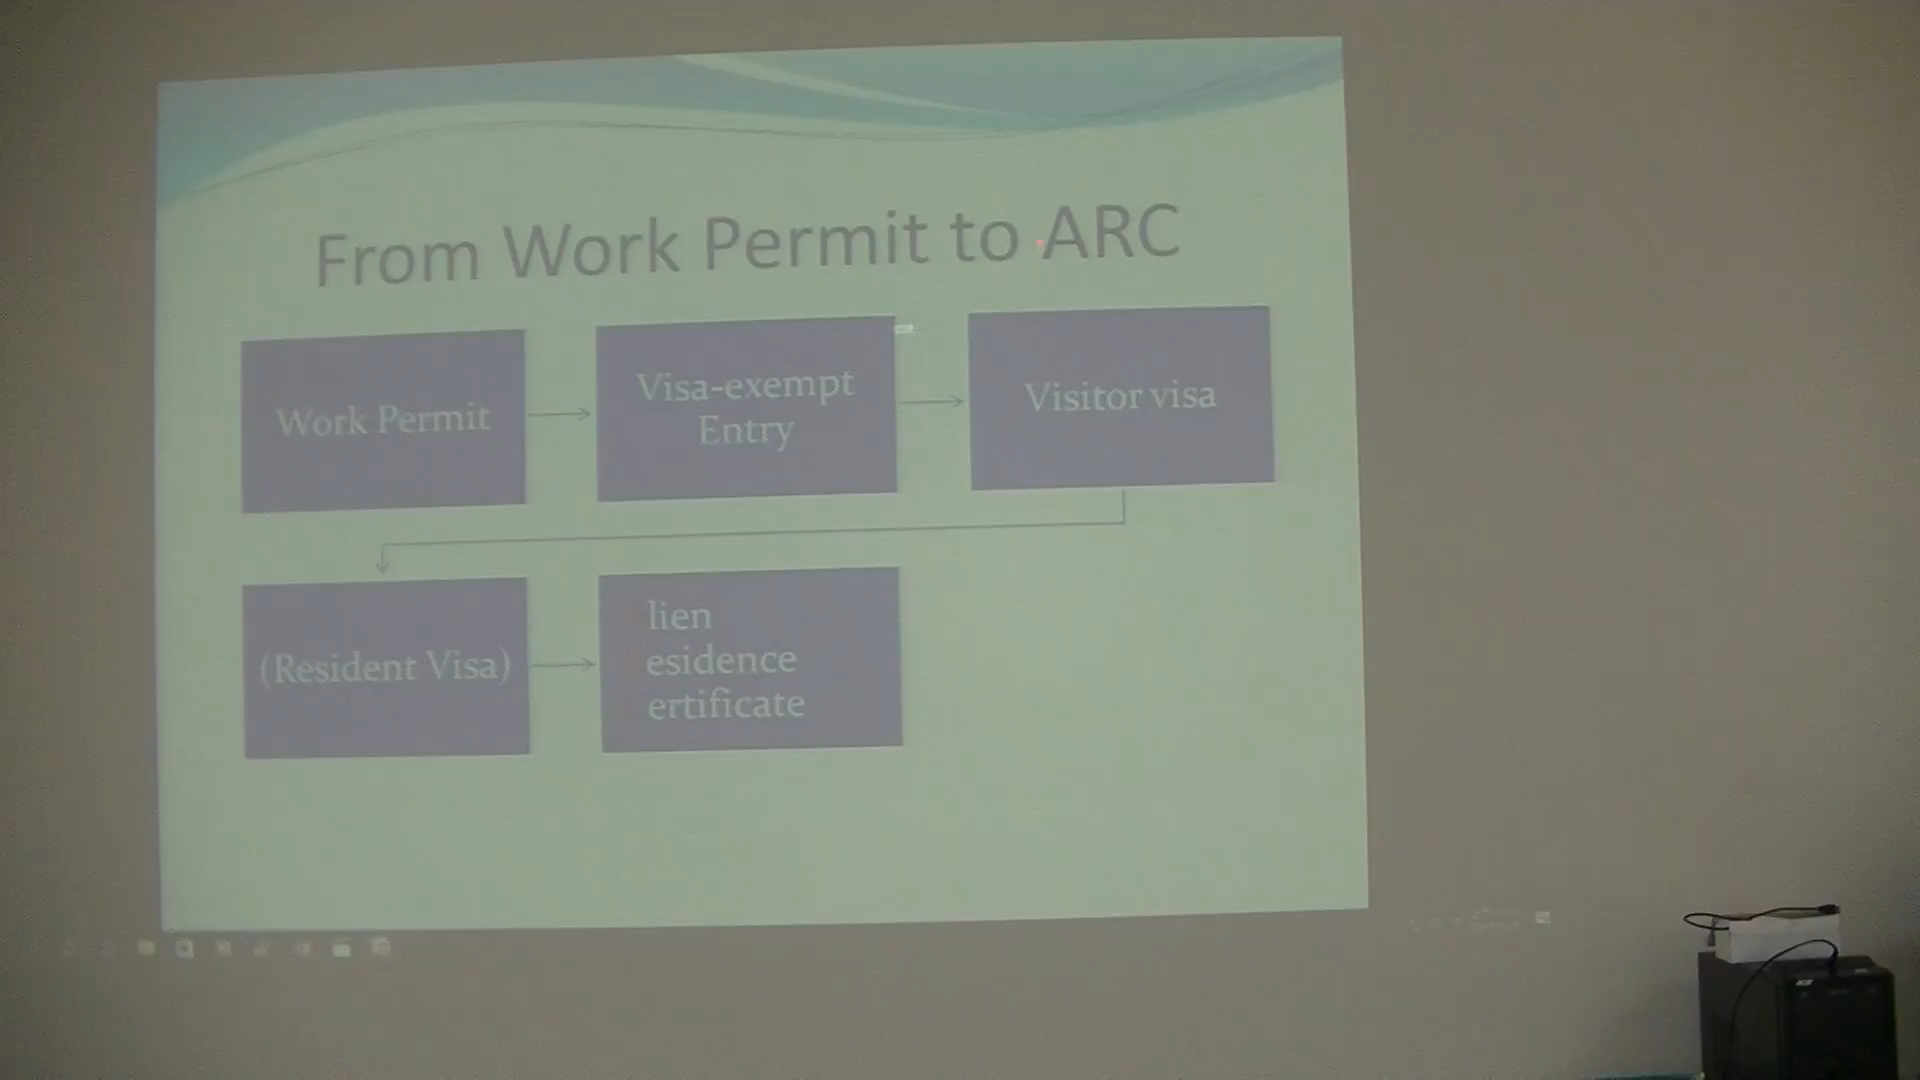 From Work Permit to ARC
Work Permit
Visa-exempt
Entry
Visitor visa
(Resident Visa)
lien
esidence
ertificate